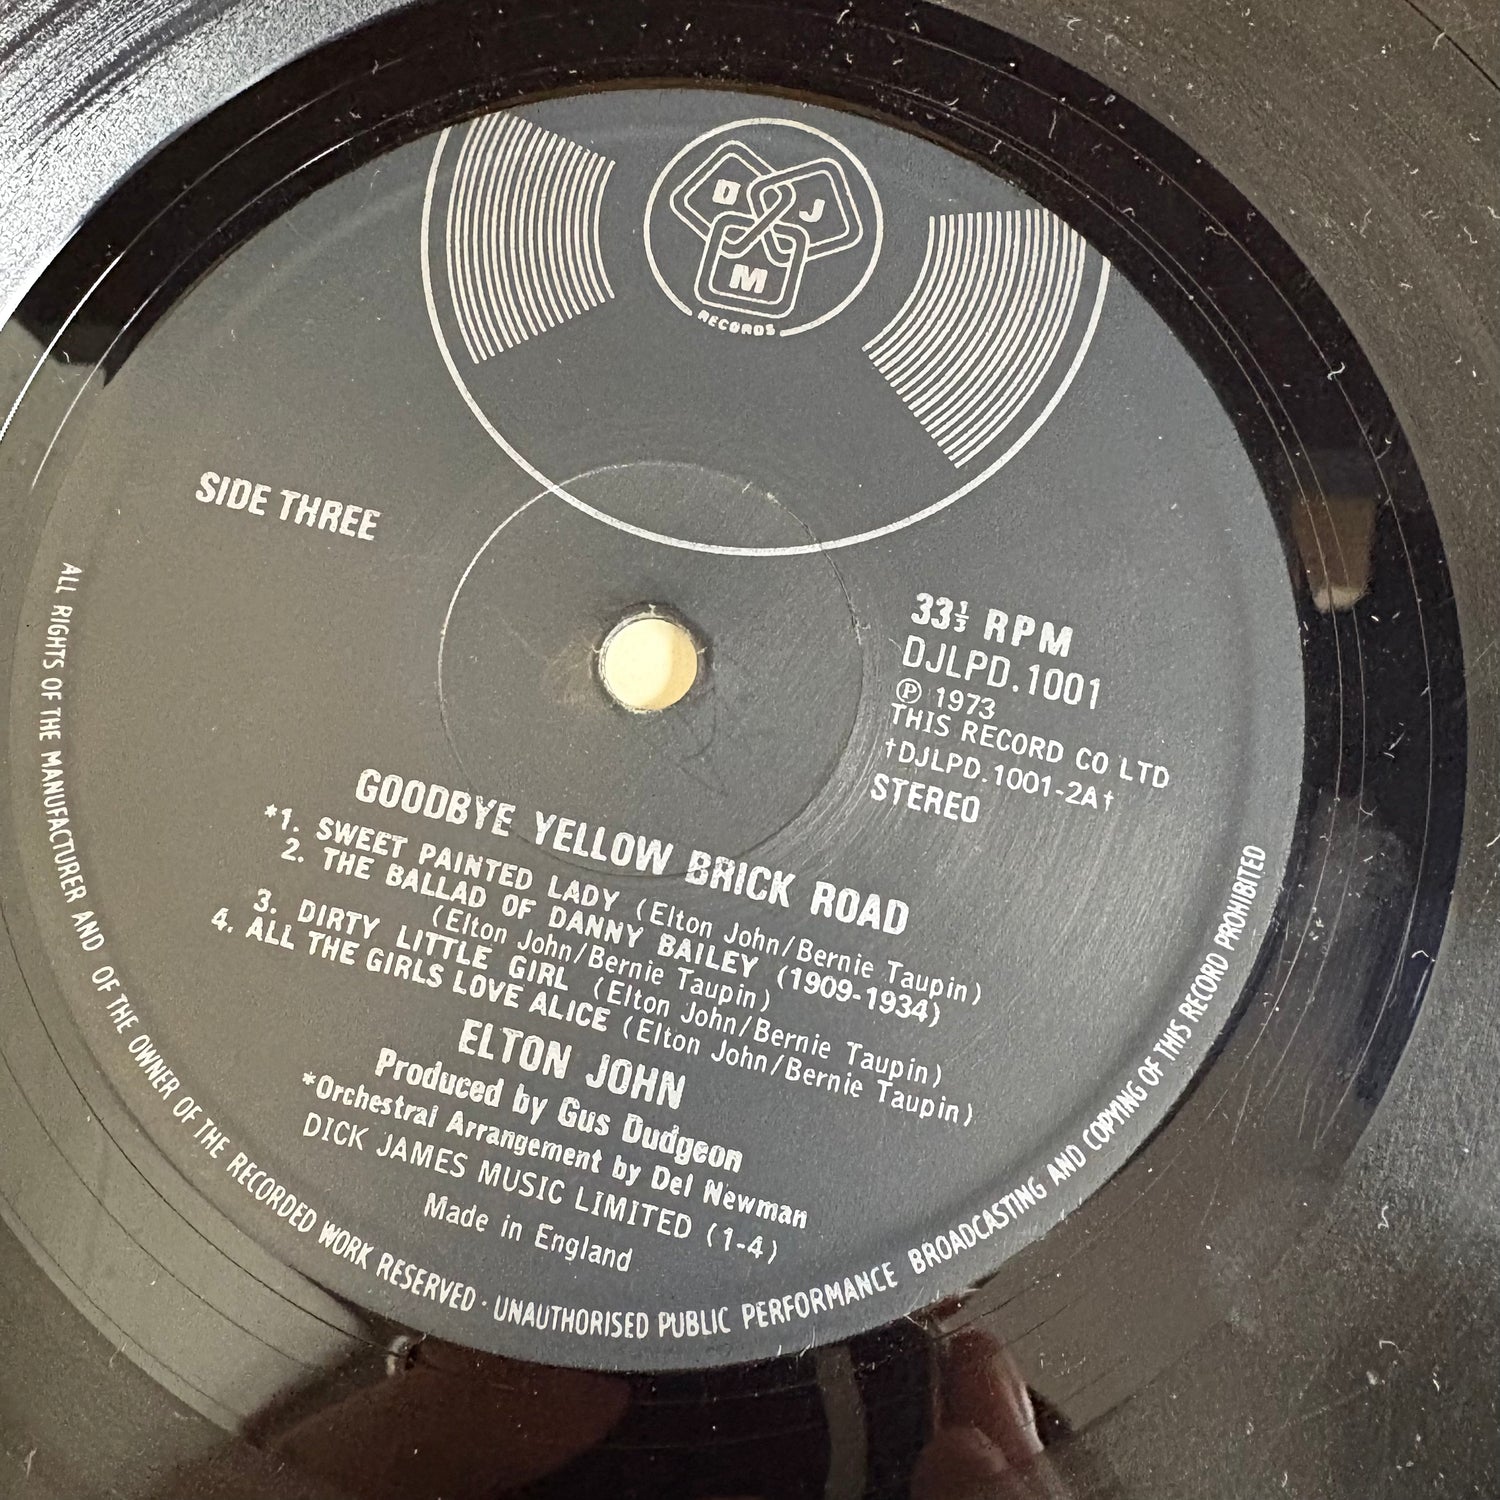 D J
M
RECORDS
SIDE THREE
33⅓ RPM
DJLPD.1001
℗ 1973
THIS RECORD CO LTD
†DJLPD.1001-2A†
STEREO
GOODBYE YELLOW BRICK ROAD
*1. SWEET PAINTED LADY (Elton John/Bernie Taupin)
2. THE BALLAD OF DANNY BAILEY (1909-1934)
(Elton John/Bernie Taupin)
3. DIRTY LITTLE GIRL (Elton John/Bernie Taupin)
4. ALL THE GIRLS LOVE ALICE (Elton John/Bernie Taupin)
ELTON JOHN
Produced by Gus Dudgeon
*Orchestral Arrangement by Del Newman
DICK JAMES MUSIC LIMITED (1-4)
Made in England
ALL RIGHTS OF THE MANUFACTURER AND OF THE OWNER OF THE RECORDED WORK RESERVED · UNAUTHORISED PUBLIC PERFORMANCE BROADCASTING AND COPYING OF THIS RECORD PROHIBITED